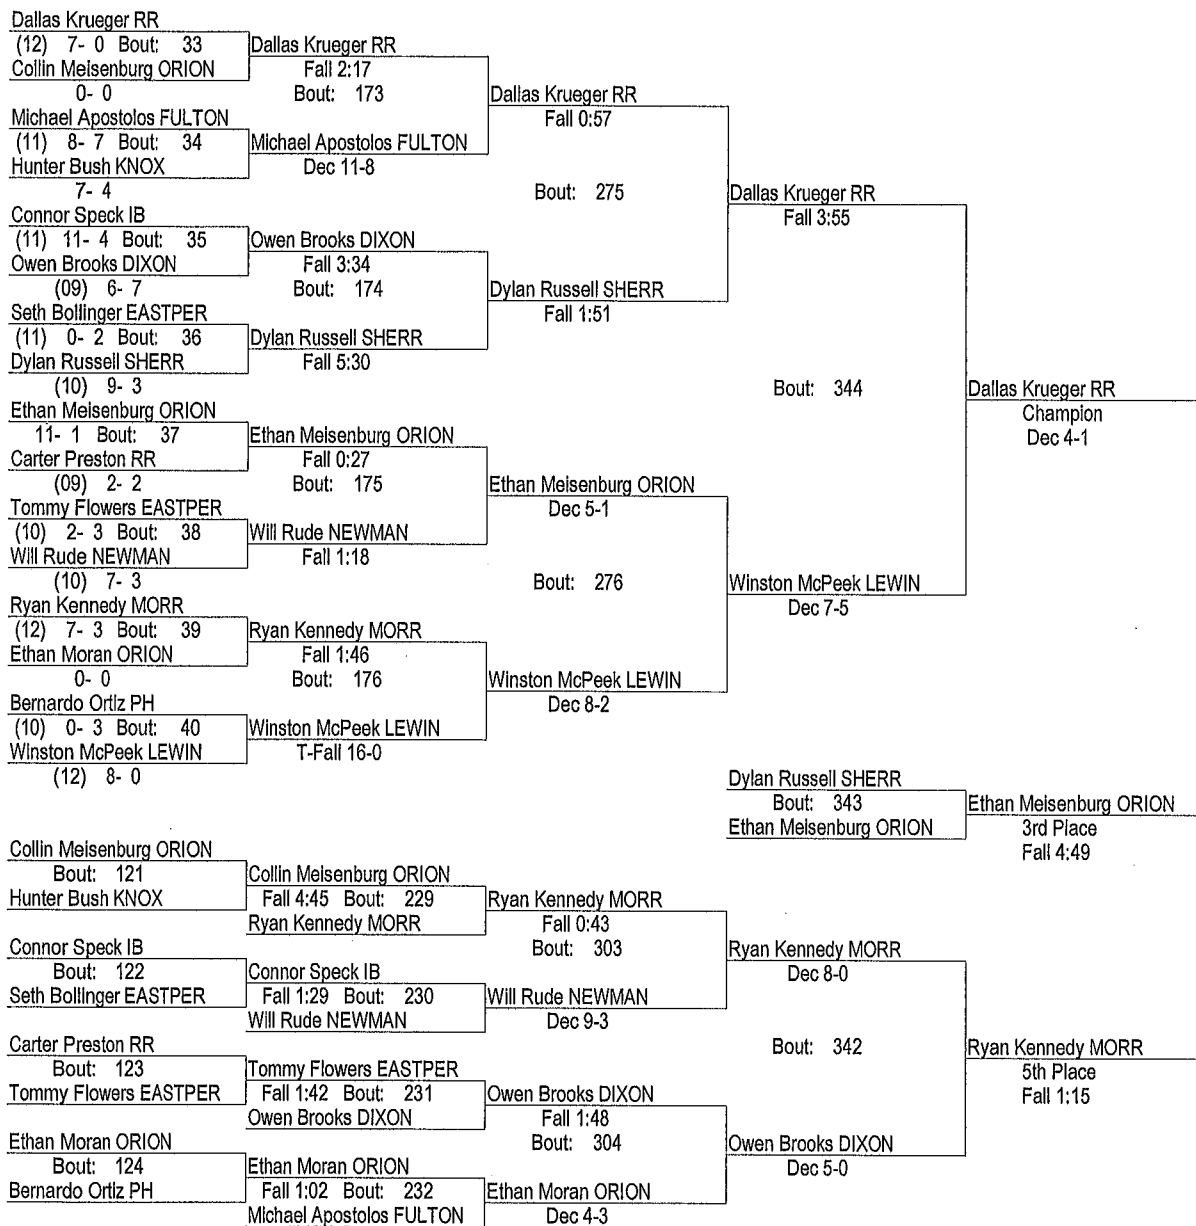 Dallas Krueger RR
(12) 7- 0 Bout: 33
Collin Meisenburg ORION
0- 0
Michael Apostolos FULTON
(11) 8- 7 Bout: 34
Hunter Bush KNOX
7- 4
Connor Speck IB
(11) 11- 4 Bout: 35
Owen Brooks DIXON
(09) 6- 7
Seth Bollinger EASTPER
(11) 0- 2 Bout: 36
Dylan Russell SHERR
(10) 9- 3
Ethan Meisenburg ORION
11- 1 Bout: 37
Carter Preston RR
(09) 2- 2
Tommy Flowers EASTPER
(10) 2- 3 Bout: 38
Will Rude NEWMAN
(10) 7- 3
Ryan Kennedy MORR
(12) 7- 3 Bout: 39
Ethan Moran ORION
0- 0
Bernardo Ortiz PH
(10) 0- 3 Bout: 40
Winston McPeek LEWIN
(12) 8- 0
Dallas Krueger RR
Fall 2:17
Bout: 173
Michael Apostolos FULTON
Dec 11-8
Owen Brooks DIXON
Fall 3:34
Bout: 174
Dylan Russell SHERR
Fall 5:30
Ethan Meisenburg ORION
Fall 0:27
Bout: 175
Will Rude NEWMAN
Fall 1:18
Ryan Kennedy MORR
Fall 1:46
Bout: 176
Winston McPeek LEWIN
T-Fall 16-0
Dallas Krueger RR
Fall 0:57
Bout: 275
Dylan Russell SHERR
Fall 1:51
Ethan Meisenburg ORION
Dec 5-1
Bout: 276
Winston McPeek LEWIN
Dec 8-2
Dallas Krueger RR
Fall 3:55
Bout: 344
Winston McPeek LEWIN
Dec 7-5
Dallas Krueger RR
Champion
Dec 4-1
Dylan Russell SHERR
Bout: 343
Ethan Meisenburg ORION
Ethan Meisenburg ORION
3rd Place
Fall 4:49
Collin Meisenburg ORION
Bout: 121
Hunter Bush KNOX
Connor Speck IB
Bout: 122
Seth Bollinger EASTPER
Carter Preston RR
Bout: 123
Tommy Flowers EASTPER
Ethan Moran ORION
Bout: 124
Bernardo Ortiz PH
Collin Meisenburg ORION
Fall 4:45 Bout: 229
Ryan Kennedy MORR
Connor Speck IB
Fall 1:29 Bout: 230
Will Rude NEWMAN
Tommy Flowers EASTPER
Fall 1:42 Bout: 231
Owen Brooks DIXON
Ethan Moran ORION
Fall 1:02 Bout: 232
Michael Apostolos FULTON
Ryan Kennedy MORR
Fall 0:43
Bout: 303
Will Rude NEWMAN
Dec 9-3
Owen Brooks DIXON
Fall 1:48
Bout: 304
Ethan Moran ORION
Dec 4-3
Ryan Kennedy MORR
Dec 8-0
Bout: 342
Owen Brooks DIXON
Dec 5-0
Ryan Kennedy MORR
5th Place
Fall 1:15